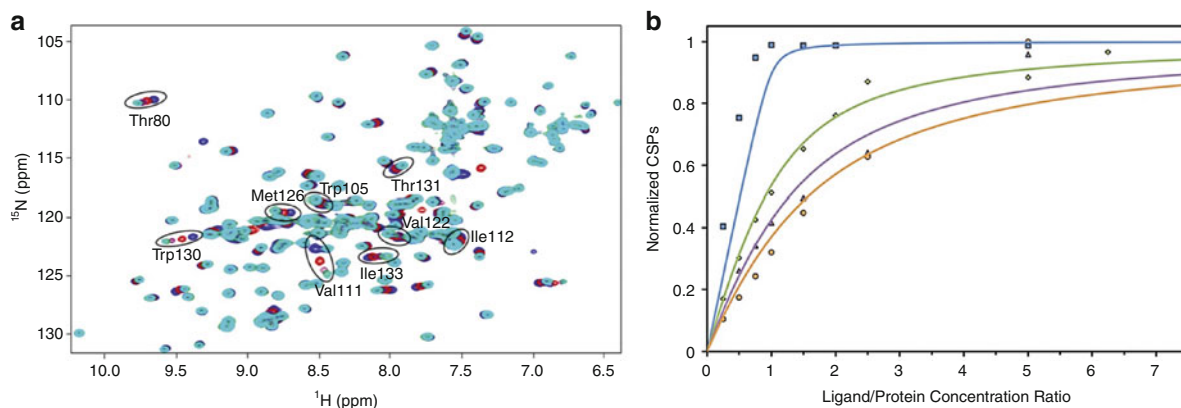 a
105
110
115
120
125
130
¹⁵N (ppm)
Thr80
Met126
Trp105
Thr131
Trp130
Val122
Ile112
Val111
Ile133
10.0 9.5 9.0 8.5 8.0 7.5 7.0 6.5
¹H (ppm)
b
1
0.8
0.6
0.4
0.2
0
Normalized CSPs
0 1 2 3 4 5 6 7
Ligand/Protein Concentration Ratio